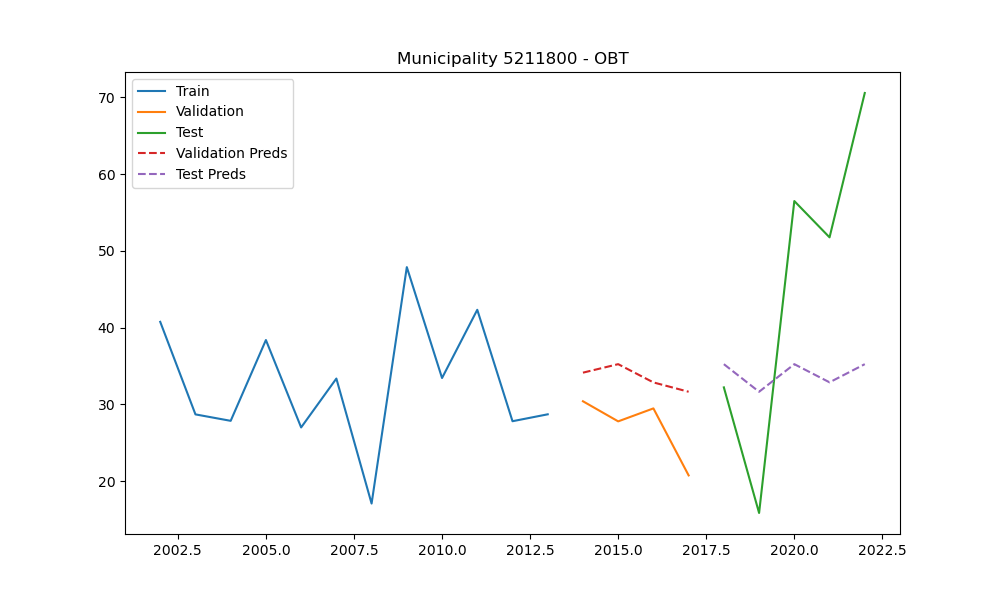 Municipality 5211800 - OBT
Train
Validation
Test
Validation Preds
Test Preds
70
60
50
40
30
20
2002.5 2005.0 2007.5 2010.0 2012.5 2015.0 2017.5 2020.0 2022.5